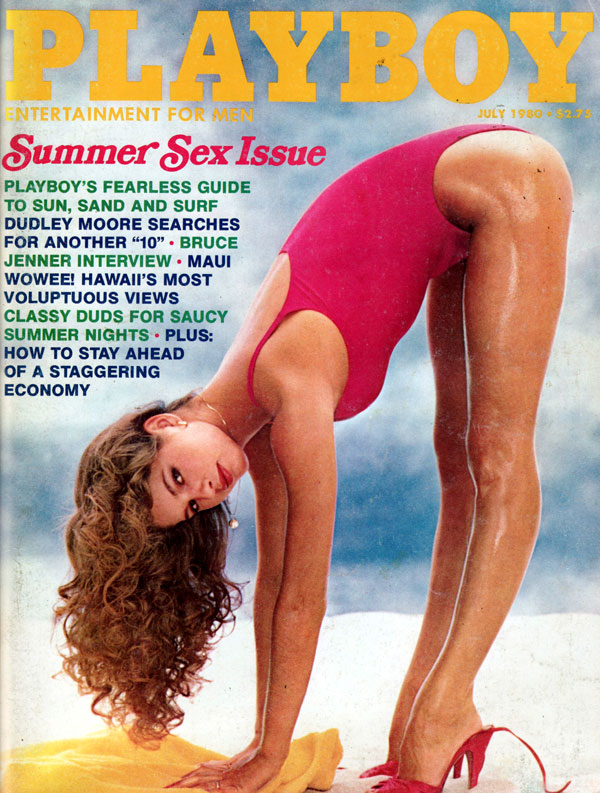 PLAYBOY
ENTERTAINMENT FOR MEN
JULY 1980 • $2.75
Summer Sex Issue
PLAYBOY'S FEARLESS GUIDE
TO SUN, SAND AND SURF
DUDLEY MOORE SEARCHES
FOR ANOTHER “10” • BRUCE
JENNER INTERVIEW • MAUI
WOWEE! HAWAII'S MOST
VOLUPTUOUS VIEWS
CLASSY DUDS FOR SAUCY
SUMMER NIGHTS • PLUS:
HOW TO STAY AHEAD
OF A STAGGERING
ECONOMY